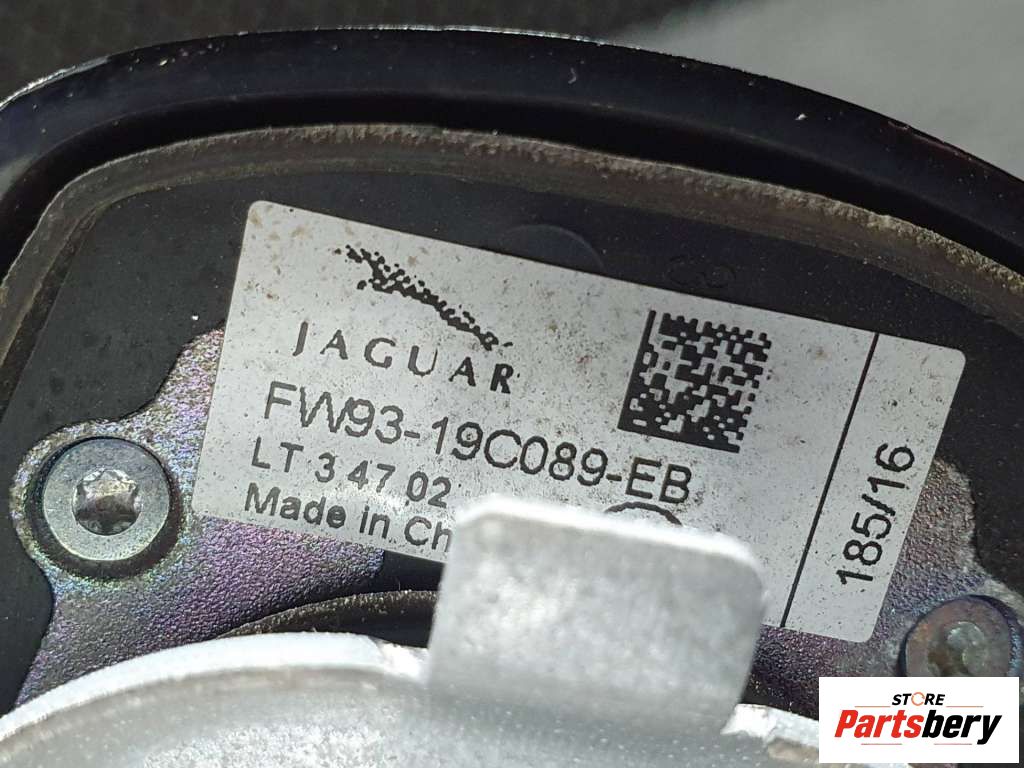 JAGUAR
FW93-19C089-EB
LT 3 47 02
Made in Ch
185/16
STORE
Partsbery